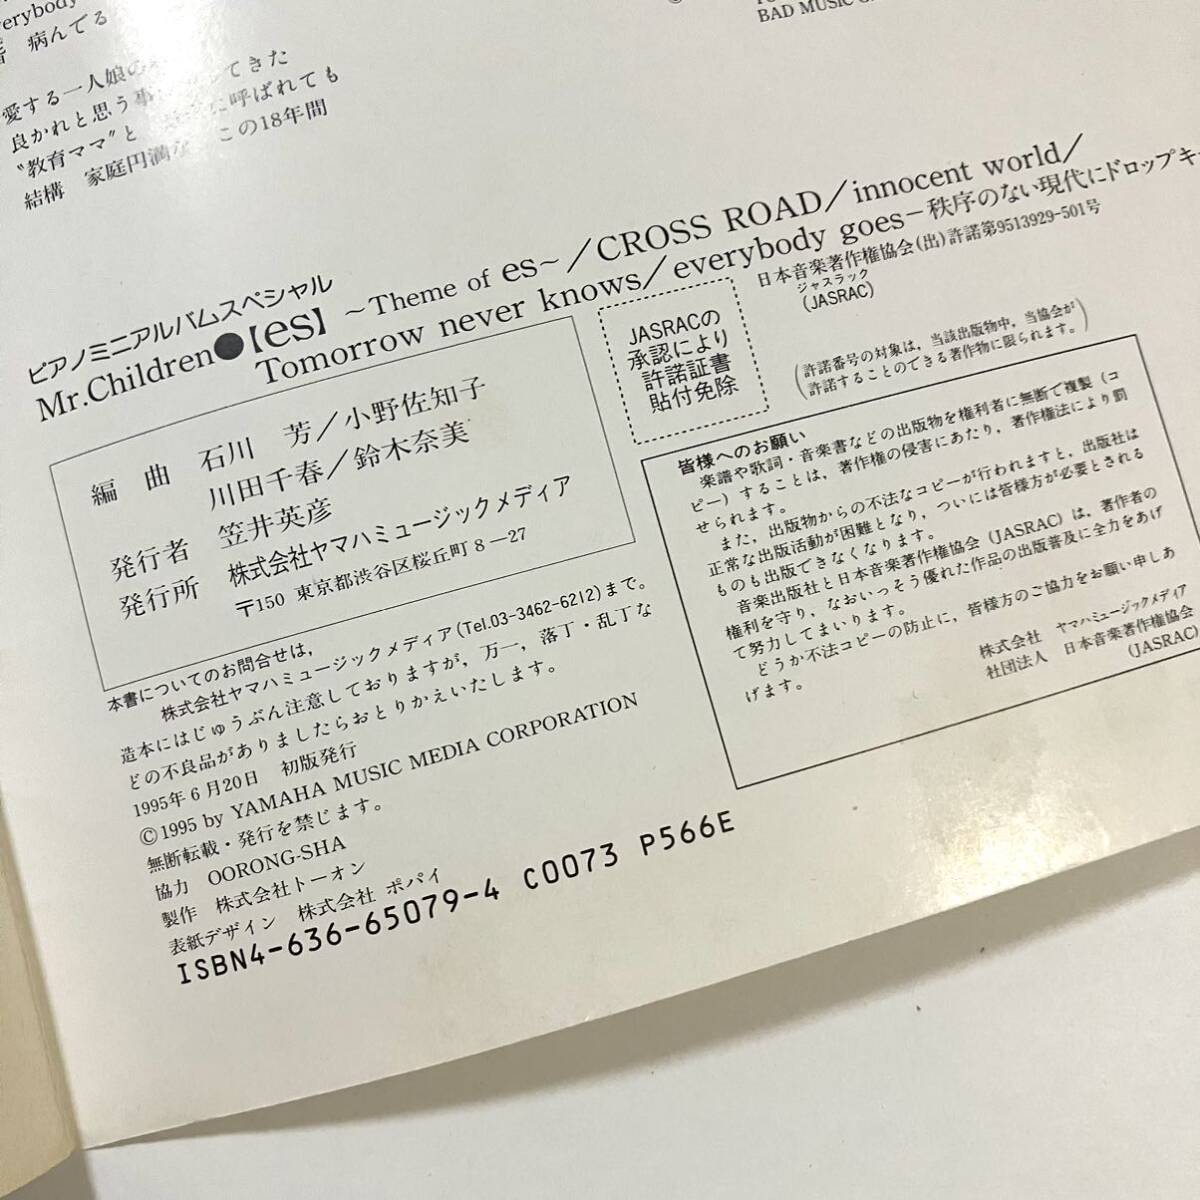 verybody
病んでる
BAD MUSIC
愛する一人娘の
してきた
良かれと思う事
に呼ばれても
“教育ママ”と
この18年間
結構 家庭円満な
ピアノミニアルバムスペシャル
Mr.Children●【es】 ～Theme of es～／CROSS ROAD／innocent world／
Tomorrow never knows／everybody goes－秩序のない現代にドロップキ
編曲 石川 芳／小野佐知子
川田千春／鈴木奈美
発行者 笠井英彦
発行所 株式会社ヤマハミュージックメディア
〒150 東京都渋谷区桜丘町8－27
JASRACの
承認により
許諾証書
貼付免除
日本音楽著作権協会(出)許諾第9513929-501号
ジャスラック
(JASRAC)
(許諾番号の対象は，当該出版物中，当協会が
許諾することのできる著作物に限られます。)
皆様へのお願い
楽譜や歌詞・音楽書などの出版物を権利者に無断で複製(コ
ピー)することは，著作権の侵害にあたり，著作権法により罰
せられます。
また，出版物からの不法なコピーが行われますと，出版社は
正常な出版活動が困難となり，ついには皆様方が必要とされる
ものも出版できなくなります。
音楽出版社と日本音楽著作権協会(JASRAC)は，著作者の
権利を守り，なおいっそう優れた作品の出版普及に全力をあげ
て努力してまいります。
どうか不法コピーの防止に，皆様方のご協力をお願い申しあ
げます。
株式会社 ヤマハミュージックメディア
社団法人 日本音楽著作権協会
(JASRAC)
本書についてのお問合せは，
株式会社ヤマハミュージックメディア(Tel.03-3462-6212)まで。
造本にはじゅうぶん注意しておりますが，万一，落丁・乱丁な
どの不良品がありましたらおとりかえいたします。
1995年6月20日 初版発行
©1995 by YAMAHA MUSIC MEDIA CORPORATION
無断転載・発行を禁じます。
協力 OORONG-SHA
製作 株式会社トーオン
表紙デザイン 株式会社 ポパイ
ISBN4-636-65079-4 C0073 P566E